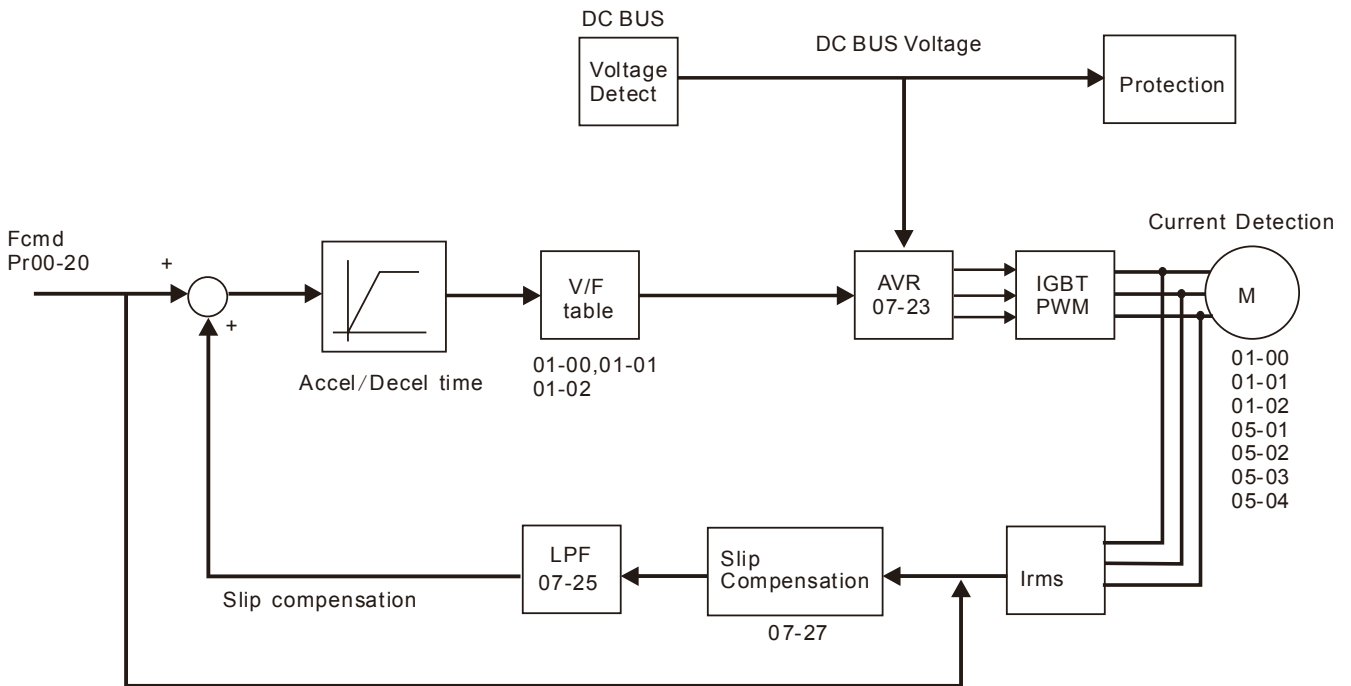 DC BUS
Voltage
Detect
DC BUS Voltage
Protection
Fcmd
Pr00-20
+
+
Accel/Decel time
V/F
table
01-00,01-01
01-02
AVR
07-23
IGBT
PWM
Current Detection
M
01-00
01-01
01-02
05-01
05-02
05-03
05-04
Slip compensation
LPF
07-25
Slip
Compensation
07-27
Irms